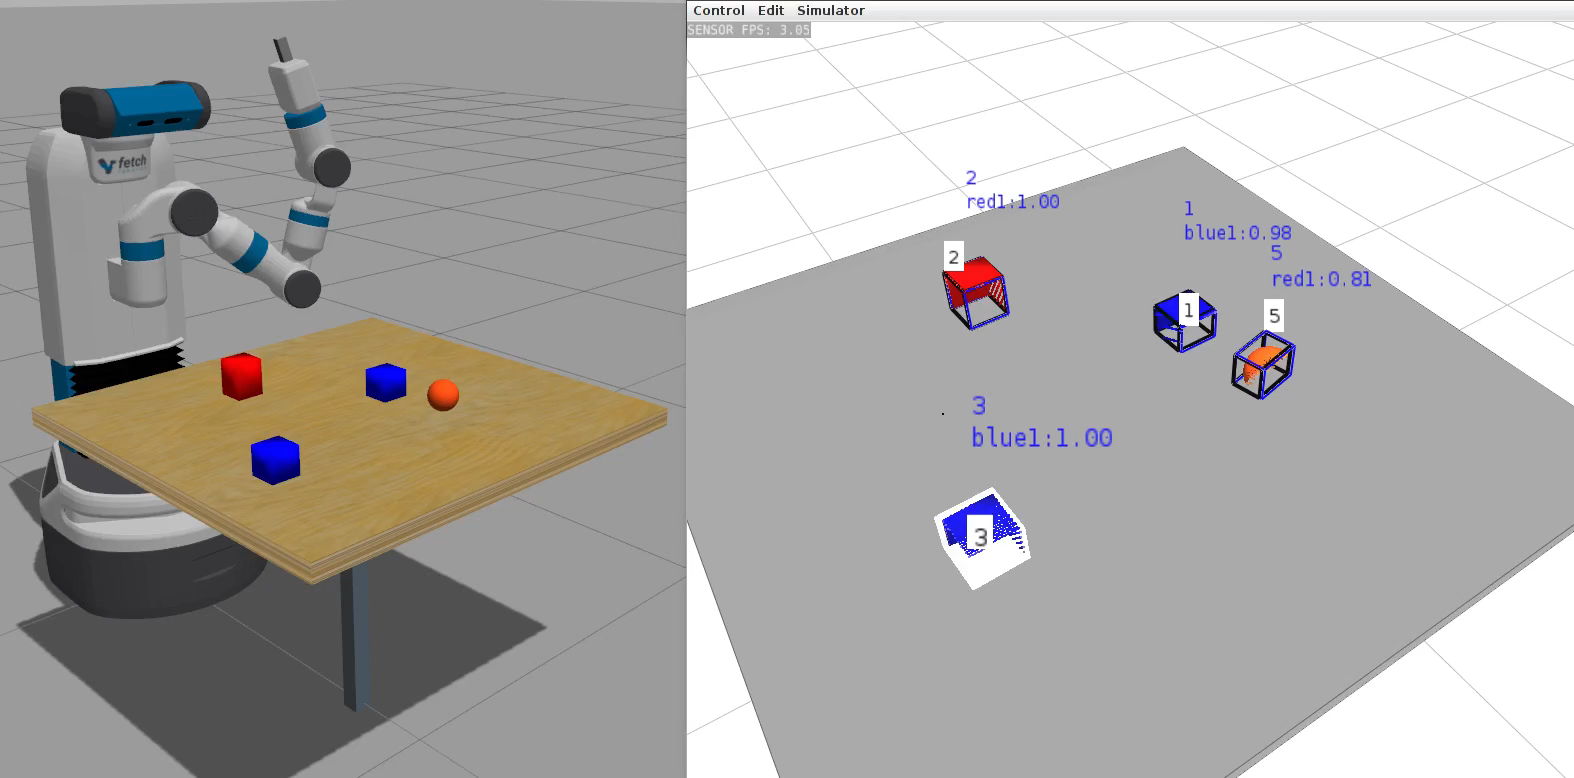 Control Edit Simulator
SENSOR FPS: 3.05
fetch
2
red1:1.00
1
blue1:0.98
5
red1:0.81
2
1
5
3
blue1:1.00
3